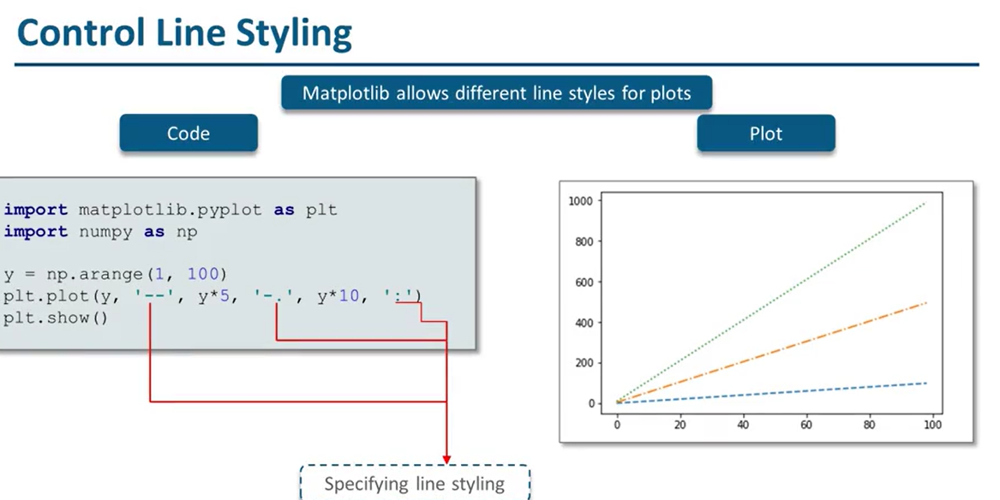 Control Line Styling
Matplotlib allows different line styles for plots
Code
Plot
import matplotlib.pyplot as plt
import numpy as np
y = np.arange(1, 100)
plt.plot(y, '--', y*5, '-.', y*10, ':')
plt.show()
1000
800
600
400
200
0
0 20 40 60 80 100
Specifying line styling